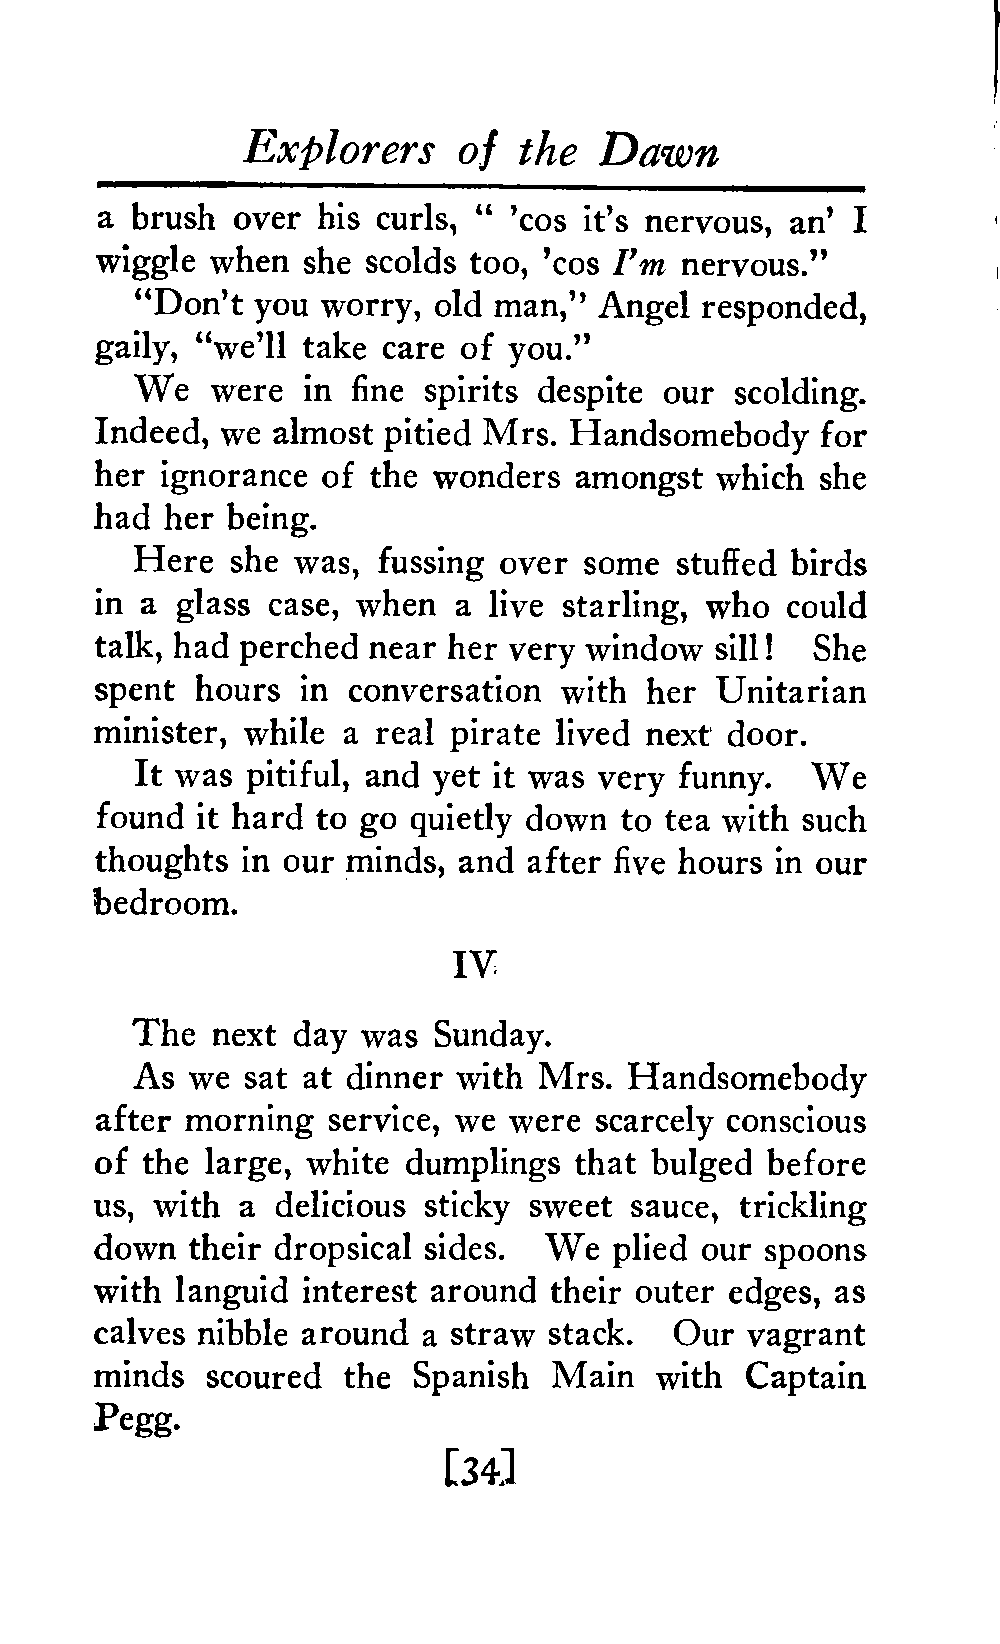 Explorers of the Dawn
a brush over his curls, " 'cos it's nervous, an' I
wiggle when she scolds too, 'cos I'm nervous."
"Don't you worry, old man," Angel responded,
gaily, "we'll take care of you."
We were in fine spirits despite our scolding.
Indeed, we almost pitied Mrs. Handsomebody for
her ignorance of the wonders amongst which she
had her being.
Here she was, fussing over some stuffed birds
in a glass case, when a live starling, who could
talk, had perched near her very window sill! She
spent hours in conversation with her Unitarian
minister, while a real pirate lived next door.
It was pitiful, and yet it was very funny. We
found it hard to go quietly down to tea with such
thoughts in our minds, and after five hours in our
bedroom.
IV
The next day was Sunday.
As we sat at dinner with Mrs. Handsomebody
after morning service, we were scarcely conscious
of the large, white dumplings that bulged before
us, with a delicious sticky sweet sauce, trickling
down their dropsical sides. We plied our spoons
with languid interest around their outer edges, as
calves nibble around a straw stack. Our vagrant
minds scoured the Spanish Main with Captain
Pegg.
[34]